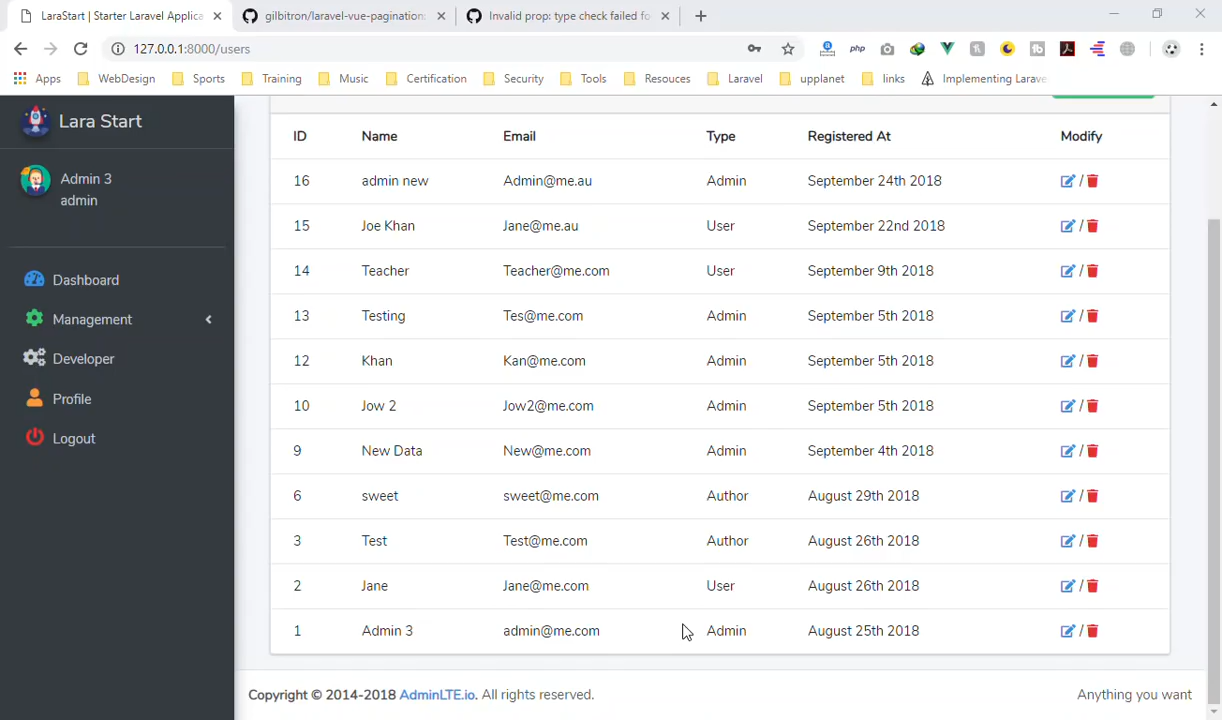 LaraStart | Starter Laravel Applica
gilbitron/laravel-vue-pagination:
Invalid prop: type check failed fo
127.0.0.1:8000/users
php
Apps WebDesign Sports Training Music Certification Security Tools Resouces Laravel upplanet links Implementing Larave
Lara Start
Admin 3
admin
Dashboard
Management
Developer
Profile
Logout
ID Name Email Type Registered At Modify
16 admin new Admin@me.au Admin September 24th 2018 /
15 Joe Khan Jane@me.au User September 22nd 2018 /
14 Teacher Teacher@me.com User September 9th 2018 /
13 Testing Tes@me.com Admin September 5th 2018 /
12 Khan Kan@me.com Admin September 5th 2018 /
10 Jow 2 Jow2@me.com Admin September 5th 2018 /
9 New Data New@me.com Admin September 4th 2018 /
6 sweet sweet@me.com Author August 29th 2018 /
3 Test Test@me.com Author August 26th 2018 /
2 Jane Jane@me.com User August 26th 2018 /
1 Admin 3 admin@me.com Admin August 25th 2018 /
Copyright © 2014-2018 AdminLTE.io. All rights reserved.
Anything you want